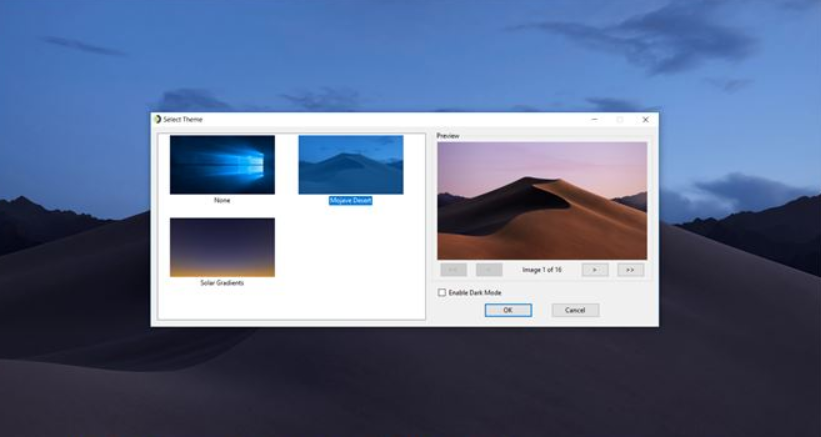 Select Theme
None
Mojave Desert
Solar Gradients
Preview
<<
<
Image 1 of 16
>
>>
Enable Dark Mode
OK
Cancel